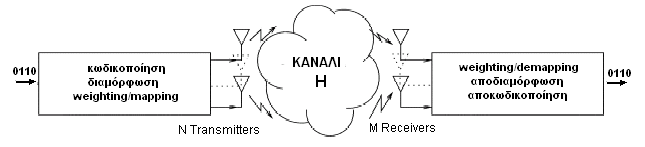 0110
κωδικοποίηση
διαμόρφωση
weighting/mapping
N Transmitters
ΚΑΝΑΛΙ
H
M Receivers
weighting/demapping
αποδιαμόρφωση
αποκωδικοποίηση
0110